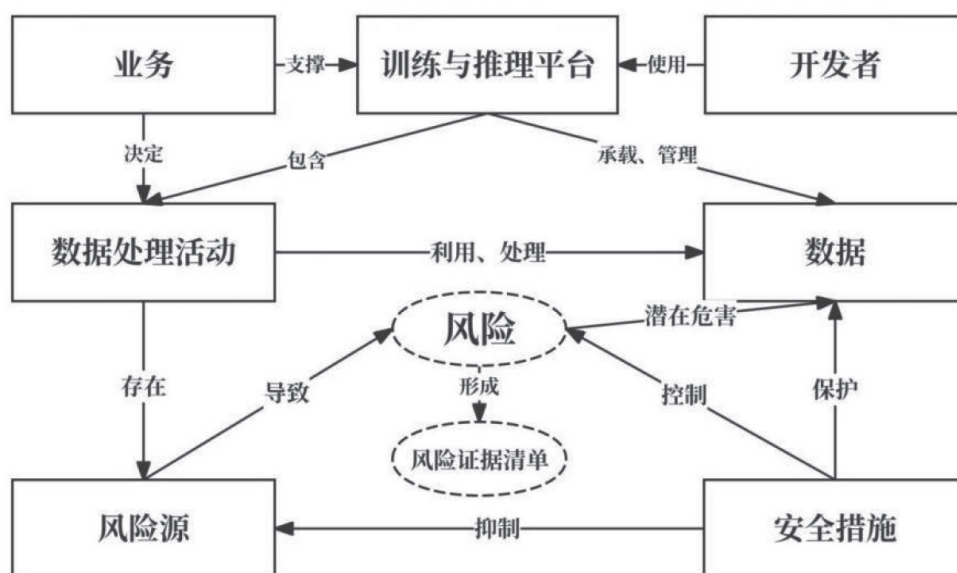 业务
支撑
训练与推理平台
使用
开发者
决定
包含
承载、管理
数据处理活动
利用、处理
数据
风险
潜在危害
存在
导致
形成
控制
保护
风险证据清单
风险源
抑制
安全措施